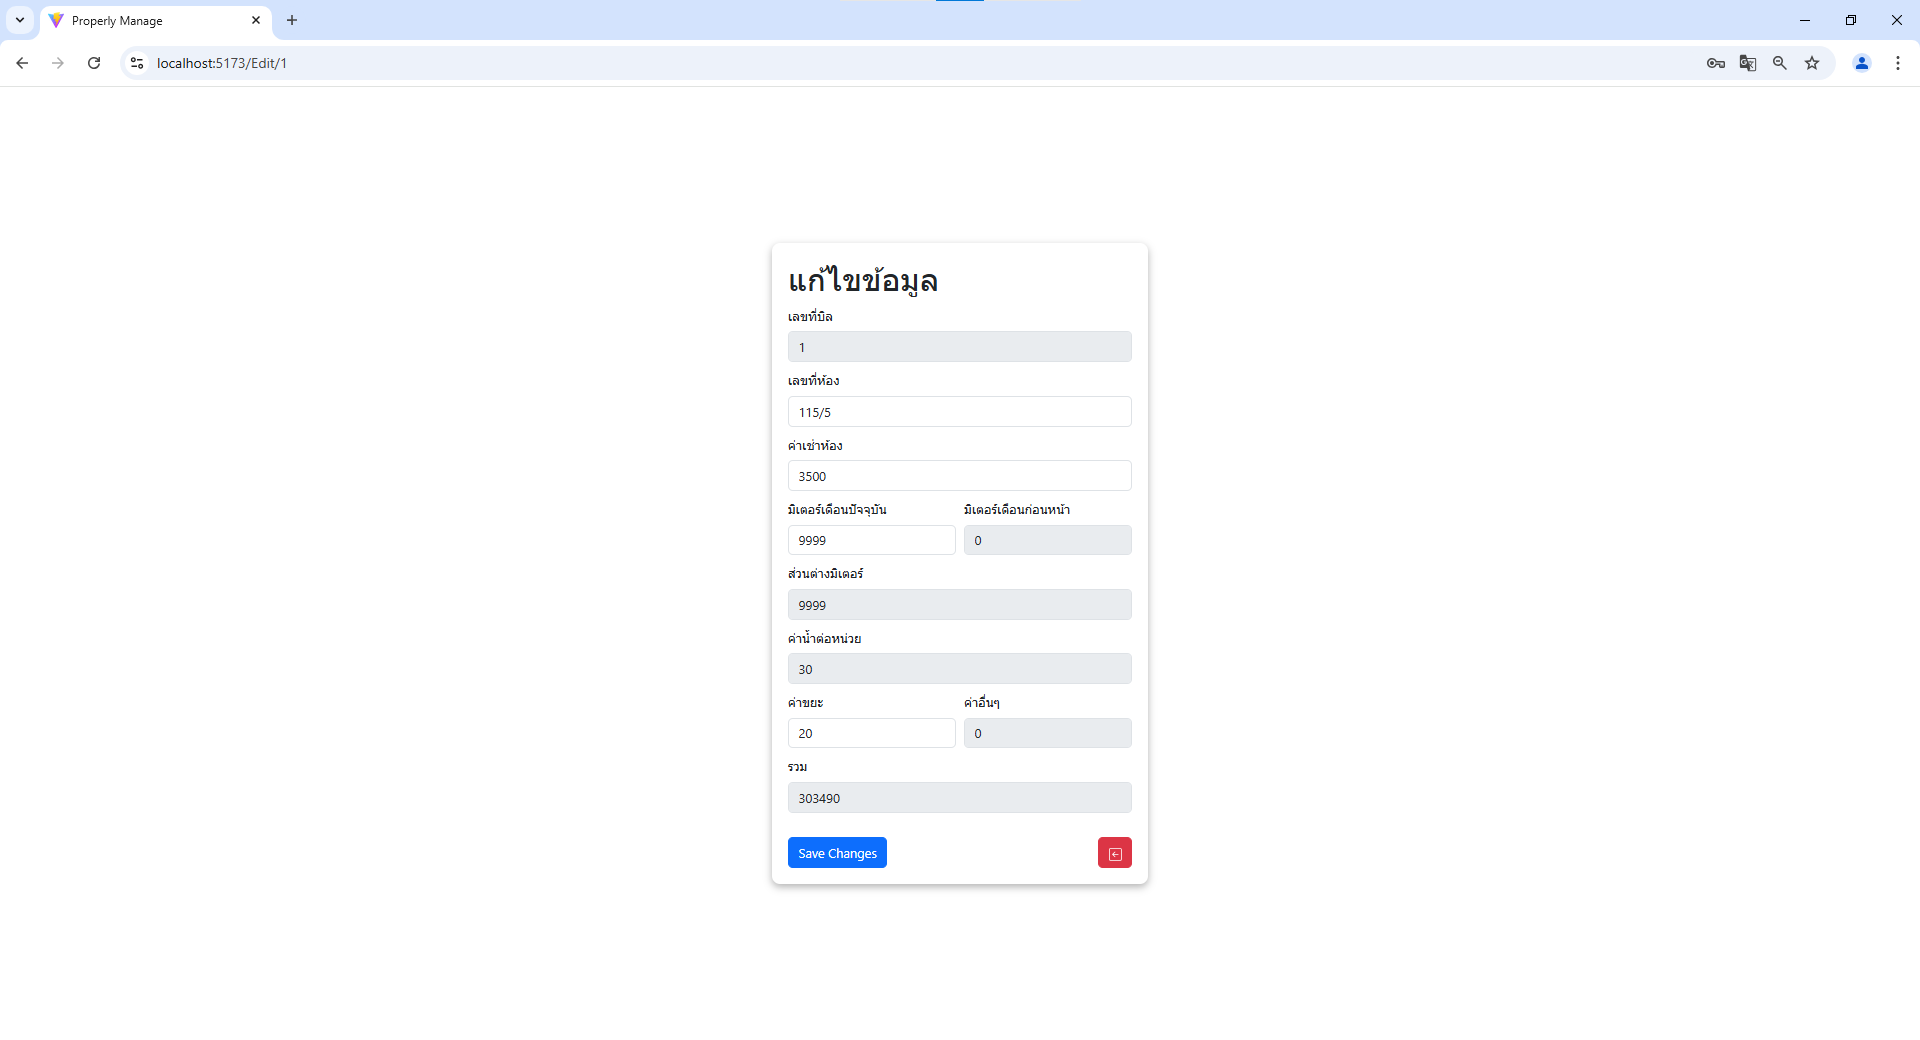 Properly Manage
localhost:5173/Edit/1
แก้ไขข้อมูล
เลขที่บิล
1
เลขที่ห้อง
115/5
ค่าเช่าห้อง
3500
มิเตอร์เดือนปัจจุบัน มิเตอร์เดือนก่อนหน้า
9999 0
ส่วนต่างมิเตอร์
9999
ค่าน้ำต่อหน่วย
30
ค่าขยะ ค่าอื่นๆ
20 0
รวม
303490
Save Changes